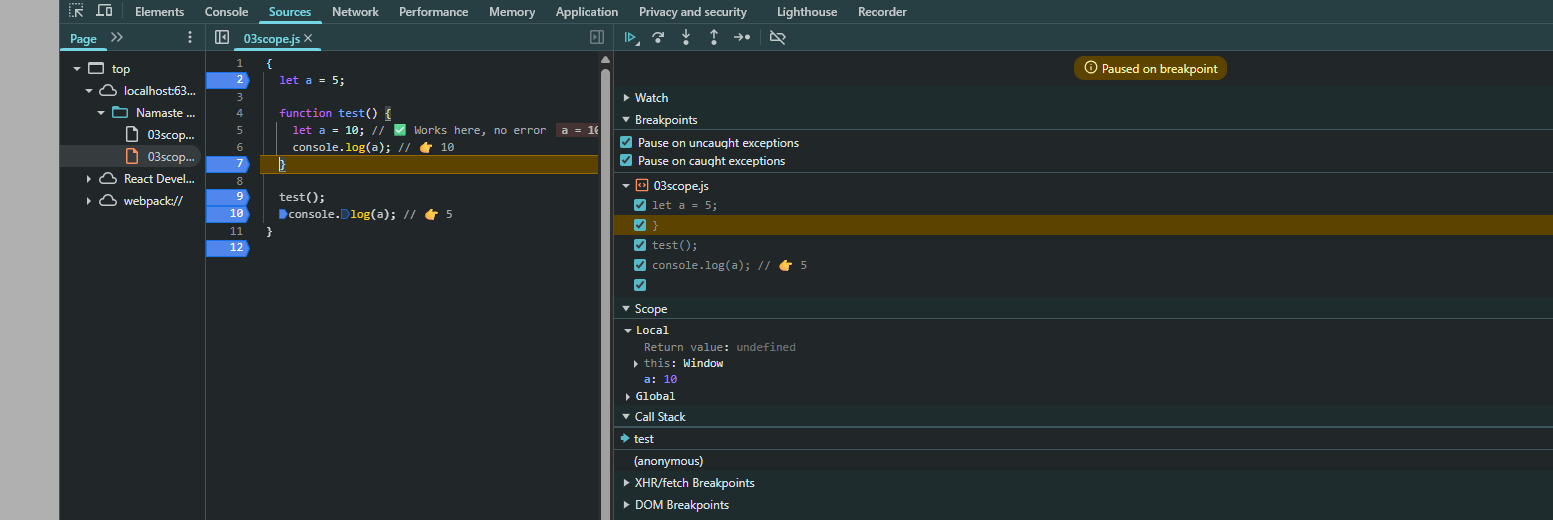 Elements Console Sources Network Performance Memory Application Privacy and security Lighthouse Recorder
Page
03scope.js
top
localhost:63...
Namaste ...
03scop...
03scop...
React Devel...
webpack://
1 {
2 let a = 5;
3
4 function test() {
5 let a = 10; // ✅ Works here, no error a = 10
6 console.log(a); // 👉 10
7 }
8
9 test();
10 console.log(a); // 👉 5
11 }
12
Paused on breakpoint
Watch
Breakpoints
Pause on uncaught exceptions
Pause on caught exceptions
03scope.js
let a = 5;
}
test();
console.log(a); // 👉 5
Scope
Local
Return value: undefined
this: Window
a: 10
Global
Call Stack
test
(anonymous)
XHR/fetch Breakpoints
DOM Breakpoints